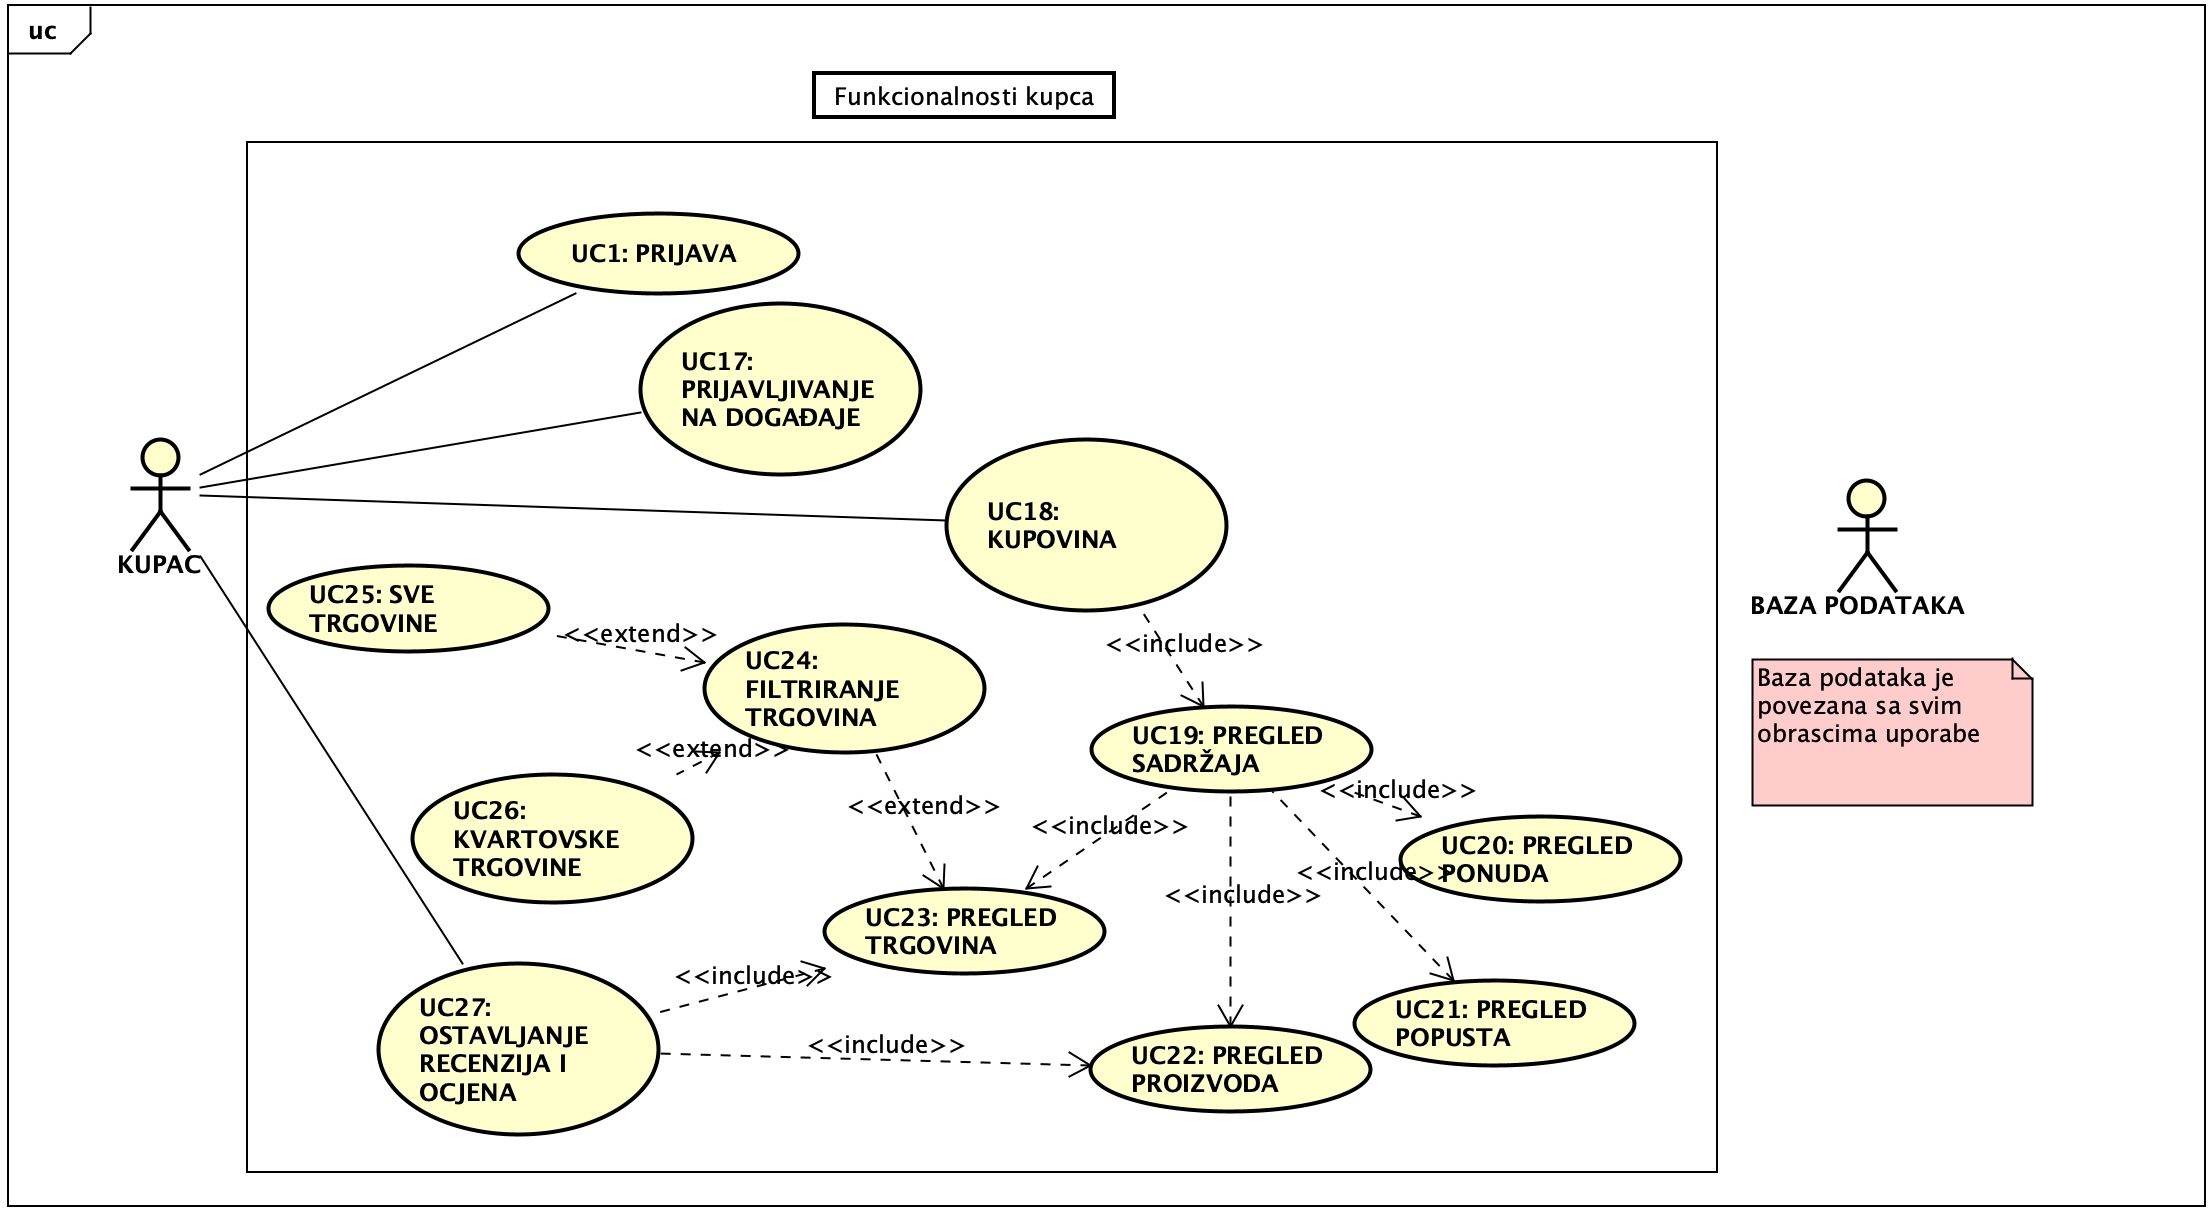 uc
Funkcionalnosti kupca
UC1: PRIJAVA
UC17:
PRIJAVLJIVANJE
NA DOGAĐAJE
UC18:
KUPOVINA
KUPAC
BAZA PODATAKA
UC25: SVE
TRGOVINE
<<extend>>
<<include>>
UC24:
FILTRIRANJE
TRGOVINA
Baza podataka je
povezana sa svim
obrascima uporabe
<<extend>>
UC19: PREGLED
SADRŽAJA
<<include>>
UC26:
KVARTOVSKE
TRGOVINE
<<extend>>
<<include>>
UC20: PREGLED
PONUDA
<<include>>
<<include>>
UC23: PREGLED
TRGOVINA
<<include>>
UC27:
OSTAVLJANJE
RECENZIJA I
OCJENA
UC21: PREGLED
POPUSTA
<<include>>
UC22: PREGLED
PROIZVODA